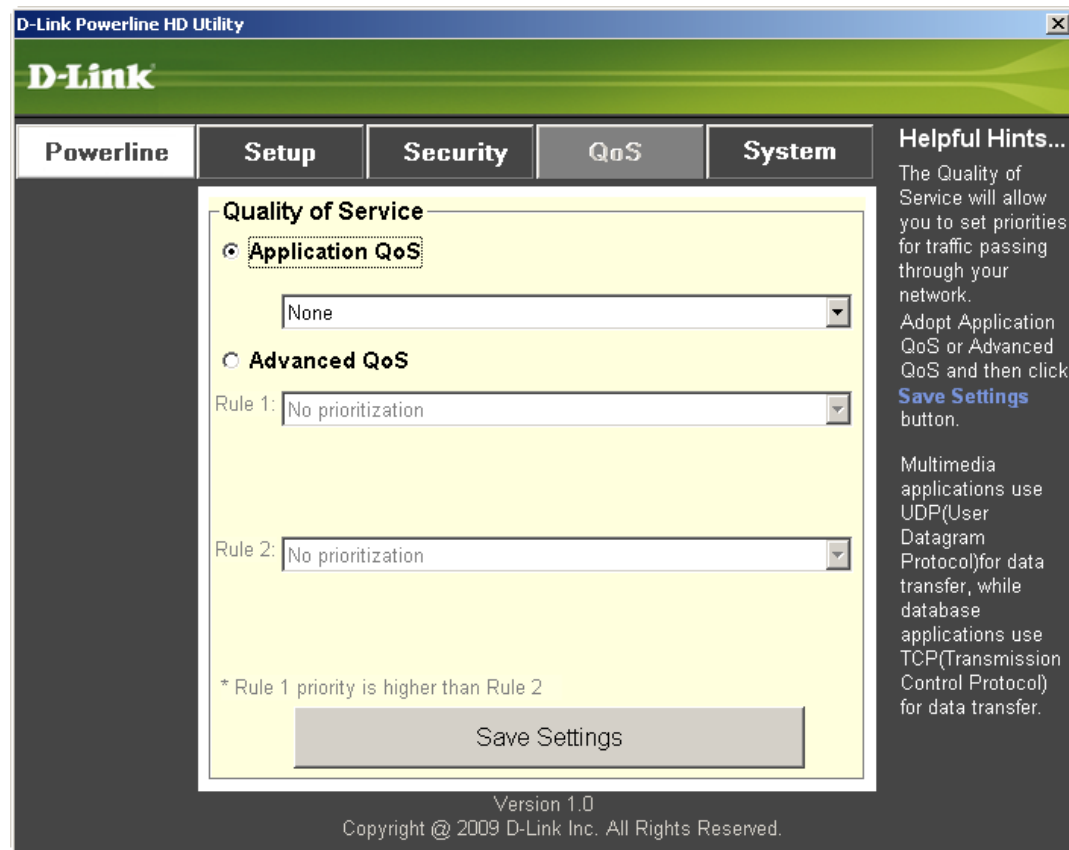 D-Link Powerline HD Utility
D-Link
Powerline
Setup
Security
QoS
System
Quality of Service
Application QoS
None
Advanced QoS
Rule 1:
No prioritization
Rule 2:
No prioritization
* Rule 1 priority is higher than Rule 2
Save Settings
Helpful Hints...
The Quality of
Service will allow
you to set priorities
for traffic passing
through your
network.
Adopt Application
QoS or Advanced
QoS and then click
Save Settings
button.
Multimedia
applications use
UDP(User
Datagram
Protocol)for data
transfer, while
database
applications use
TCP(Transmission
Control Protocol)
for data transfer.
Version 1.0
Copyright @ 2009 D-Link Inc. All Rights Reserved.